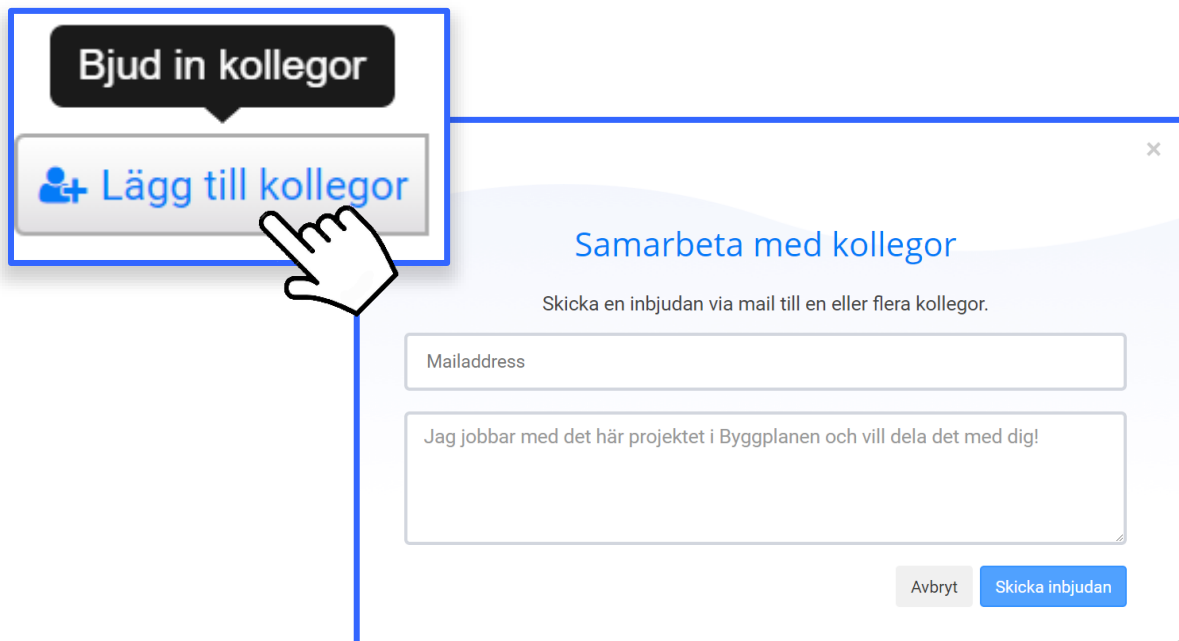 Bjud in kollegor
Lägg till kollegor
×
Samarbeta med kollegor
Skicka en inbjudan via mail till en eller flera kollegor.
Mailaddress
Jag jobbar med det här projektet i Byggplanen och vill dela det med dig!
Avbryt
Skicka inbjudan